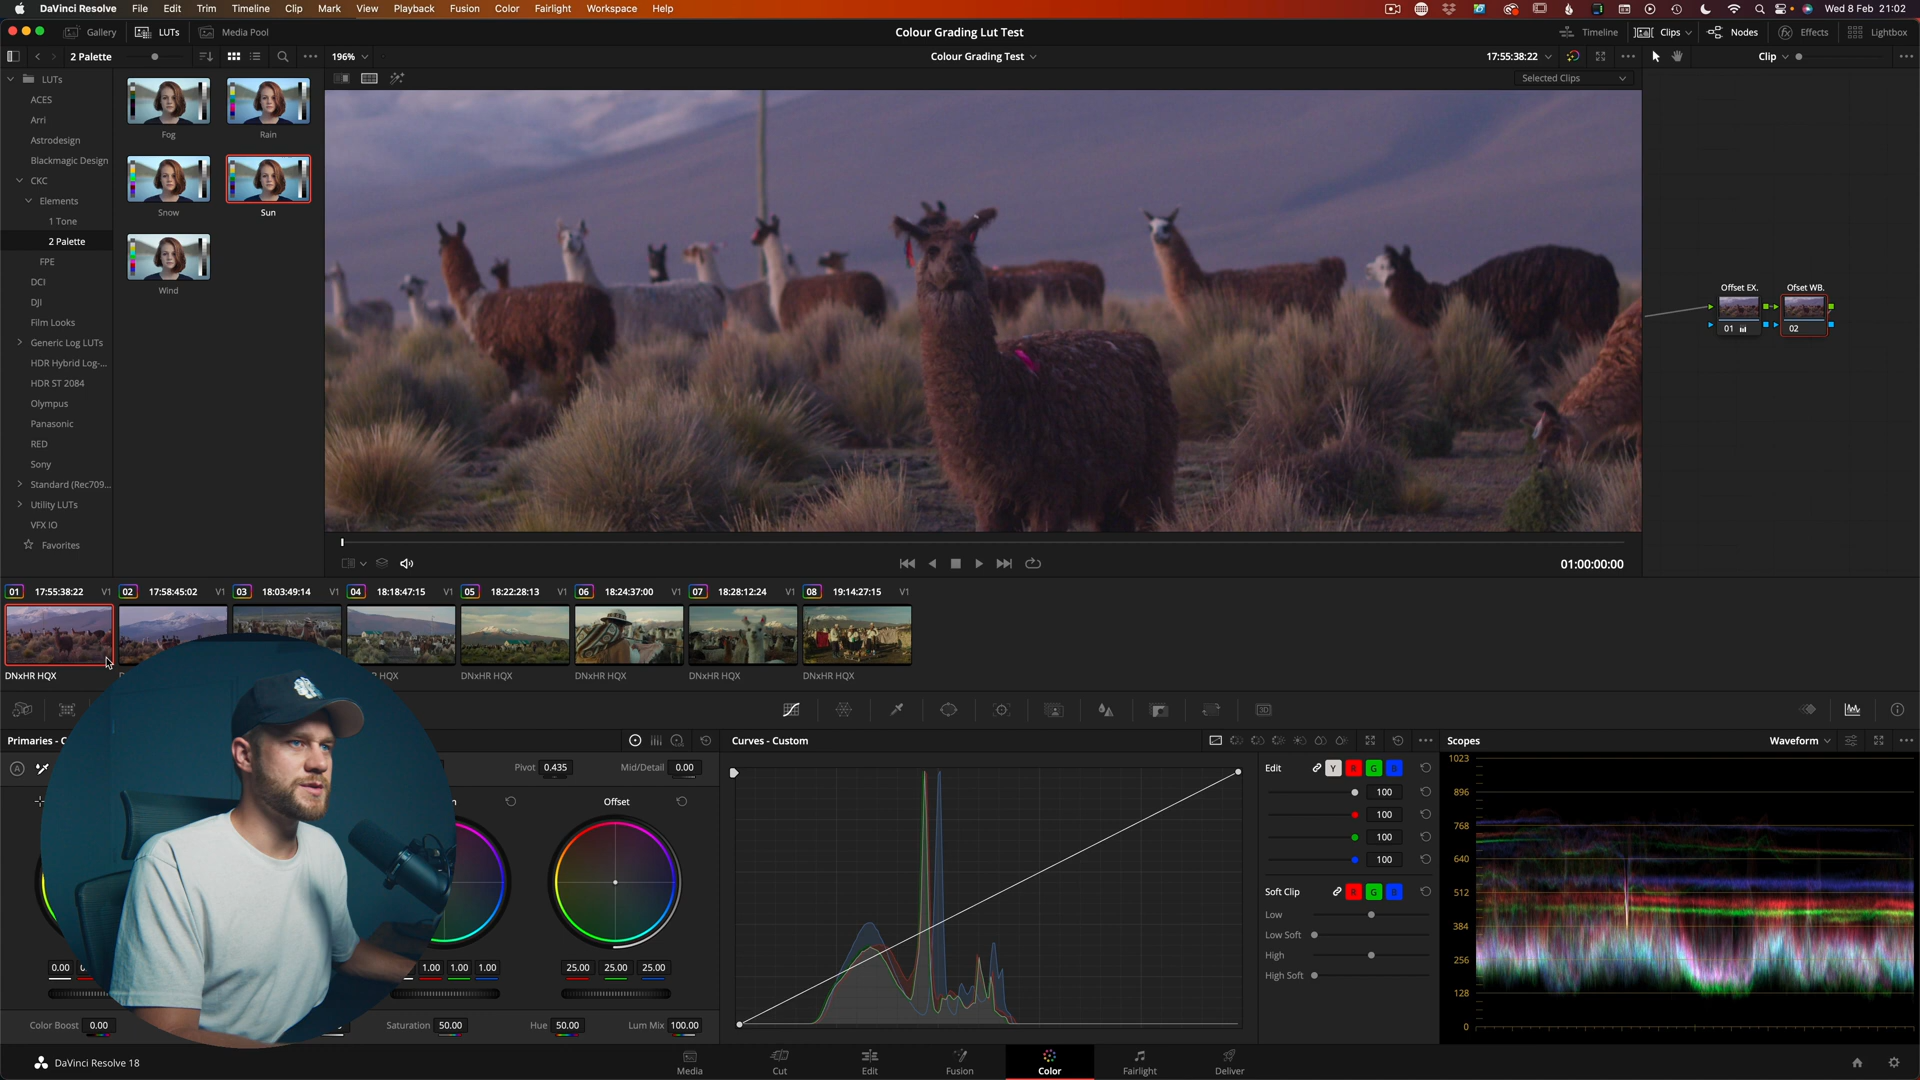 DaVinci Resolve File Edit Trim Timeline Clip Mark View Playback Fusion Color Fairlight Workspace Help
Wed 8 Feb 21:02
Gallery LUTs Media Pool
Colour Grading Lut Test
Timeline Clips Nodes Effects Lightbox
2 Palette
196%
Colour Grading Test
17:55:38:22
Clip
Selected Clips
LUTs
ACES
Arri
Astrodesign
Blackmagic Design
CKC
Elements
1 Tone
2 Palette
FPE
DCI
DJI
Film Looks
Generic Log LUTs
HDR Hybrid Log-...
HDR ST 2084
Olympus
Panasonic
RED
Sony
Standard (Rec709...
Utility LUTs
VFX IO
Favorites
Fog
Rain
Snow
Sun
Wind
Offset EX.
01
Ofset WB.
02
01:00:00:00
01 17:55:38:22 V1
02 17:58:45:02 V1
03 18:03:49:14 V1
04 18:18:47:15 V1
05 18:22:28:13 V1
06 18:24:37:00 V1
07 18:28:12:24 V1
08 19:14:27:15 V1
DNxHR HQX
DNxHR HQX
DNxHR HQX
DNxHR HQX
DNxHR HQX
Primaries - C
A
Pivot 0.435
Mid/Detail 0.00
Offset
0.00
1.00 1.00 1.00
25.00 25.00 25.00
Color Boost 0.00
Saturation 50.00
Hue 50.00
Lum Mix 100.00
Curves - Custom
Edit Y R G B
100
100
100
100
Soft Clip R G B
Low
Low Soft
High
High Soft
3D
Scopes
Waveform
1023
896
768
640
512
384
256
128
0
DaVinci Resolve 18
Media Cut Edit Fusion Color Fairlight Deliver